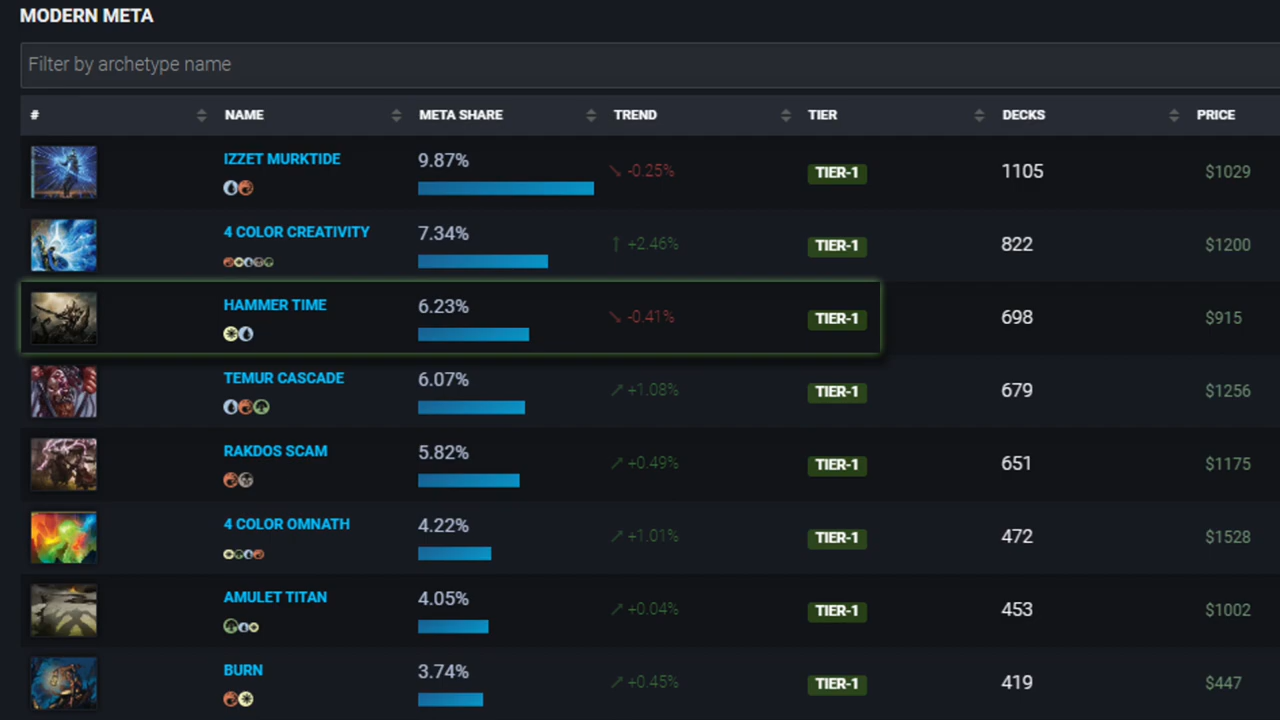 MODERN META
Filter by archetype name
# NAME META SHARE TREND TIER DECKS PRICE
IZZET MURKTIDE 9.87% -0.25% TIER-1 1105 $1029
4 COLOR CREATIVITY 7.34% +2.46% TIER-1 822 $1200
HAMMER TIME 6.23% -0.41% TIER-1 698 $915
TEMUR CASCADE 6.07% +1.08% TIER-1 679 $1256
RAKDOS SCAM 5.82% +0.49% TIER-1 651 $1175
4 COLOR OMNATH 4.22% +1.01% TIER-1 472 $1528
AMULET TITAN 4.05% +0.04% TIER-1 453 $1002
BURN 3.74% +0.45% TIER-1 419 $447